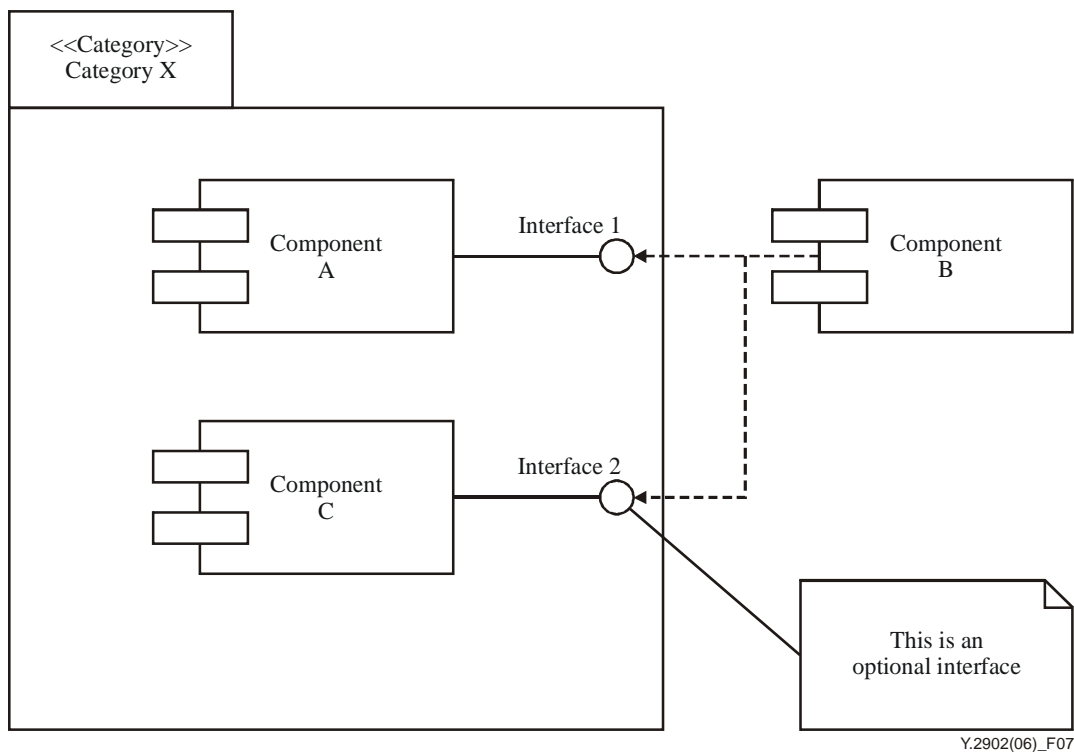 <<Category>>
Category X
Interface 1
Component
A
Component
B
Interface 2
Component
C
This is an
optional interface
Y.2902(06)_F07